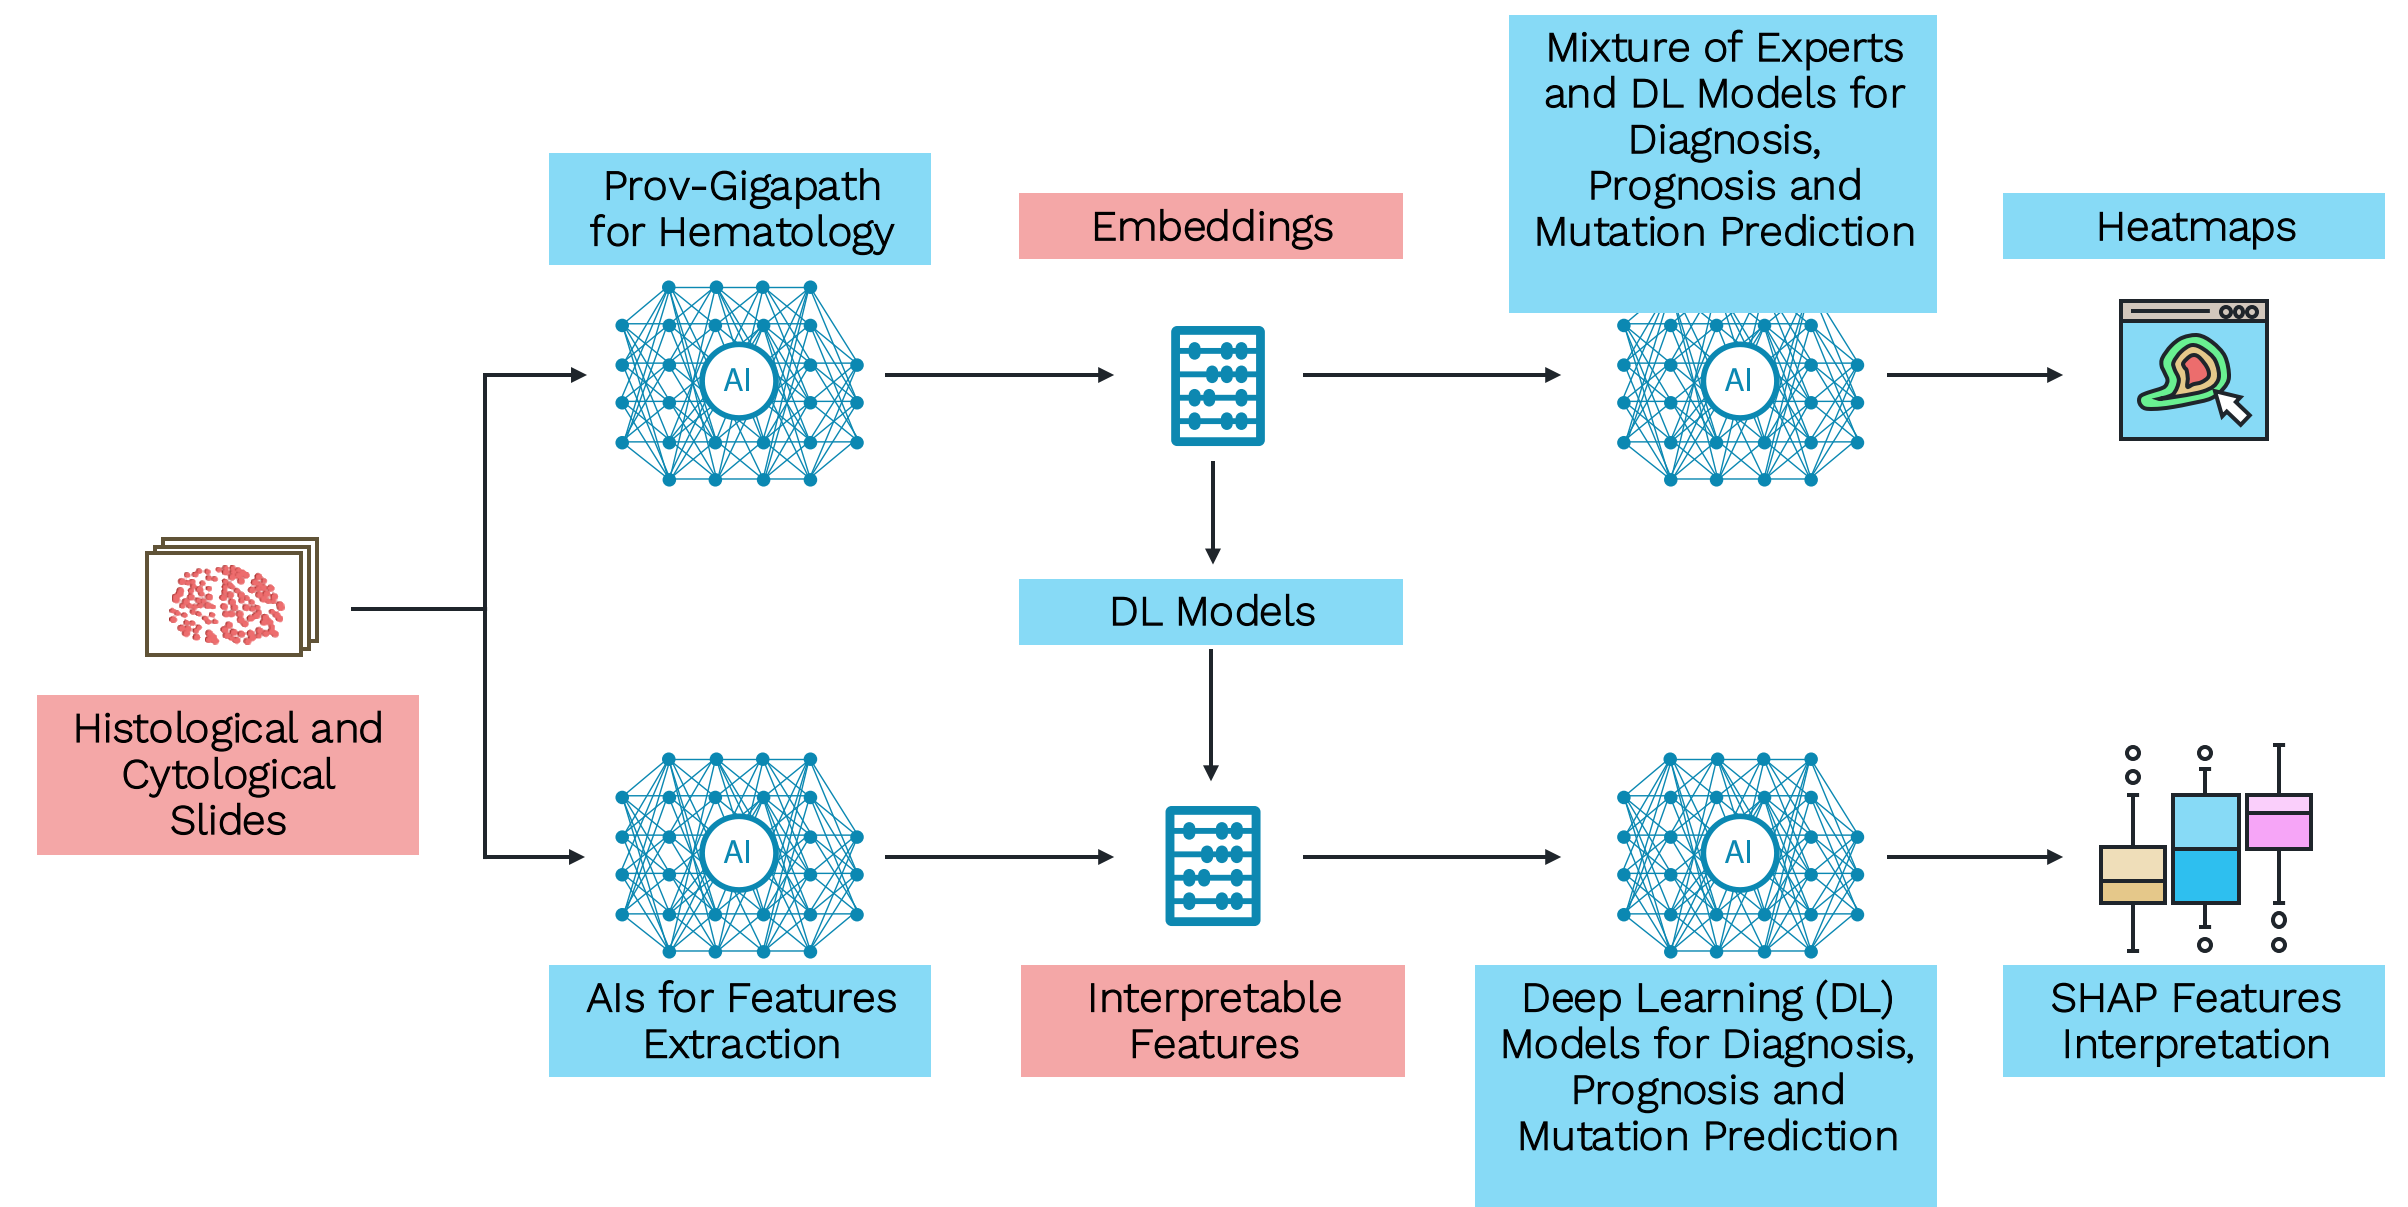 Mixture of Experts
and DL Models for
Diagnosis,
Prognosis and
Mutation Prediction
Prov-Gigapath
for Hematology
Embeddings
Heatmaps
AI
AI
DL Models
Histological and
Cytological
Slides
AI
AI
AIs for Features
Extraction
Interpretable
Features
Deep Learning (DL)
Models for Diagnosis,
Prognosis and
Mutation Prediction
SHAP Features
Interpretation